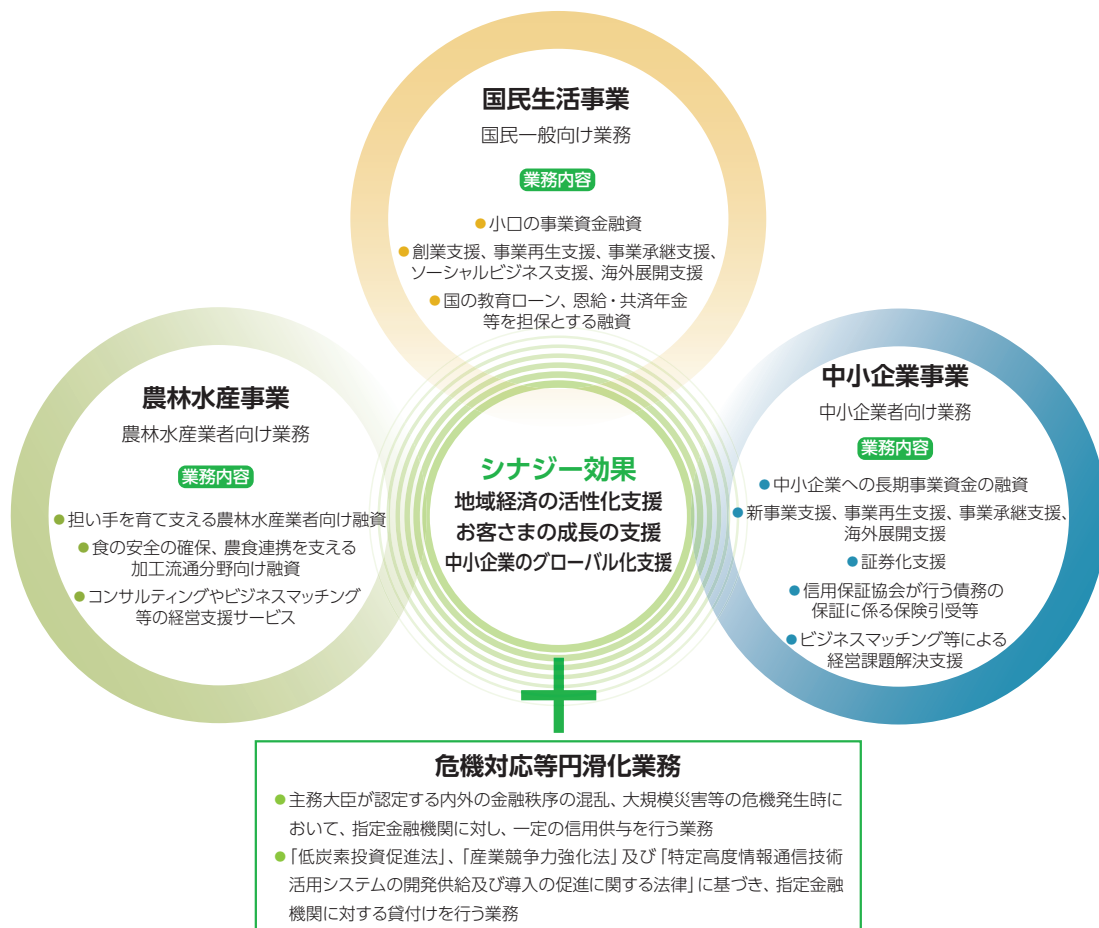 国民生活事業
国民一般向け業務
業務内容
●小口の事業資金融資
●創業支援、事業再生支援、事業承継支援、
ソーシャルビジネス支援、海外展開支援
●国の教育ローン、恩給・共済年金
等を担保とする融資
農林水産事業
農林水産業者向け業務
業務内容
●担い手を育て支える農林水産業者向け融資
●食の安全の確保、農食連携を支える
加工流通分野向け融資
●コンサルティングやビジネスマッチング
等の経営支援サービス
シナジー効果
地域経済の活性化支援
お客さまの成長の支援
中小企業のグローバル化支援
中小企業事業
中小企業者向け業務
業務内容
●中小企業への長期事業資金の融資
●新事業支援、事業再生支援、事業承継支援、
海外展開支援
●証券化支援
●信用保証協会が行う債務の
保証に係る保険引受等
●ビジネスマッチング等による
経営課題解決支援
危機対応等円滑化業務
●主務大臣が認定する内外の金融秩序の混乱、大規模災害等の危機発生時に
おいて、指定金融機関に対し、一定の信用供与を行う業務
●「低炭素投資促進法」、「産業競争力強化法」及び「特定高度情報通信技術
活用システムの開発供給及び導入の促進に関する法律」に基づき、指定金融
機関に対する貸付けを行う業務